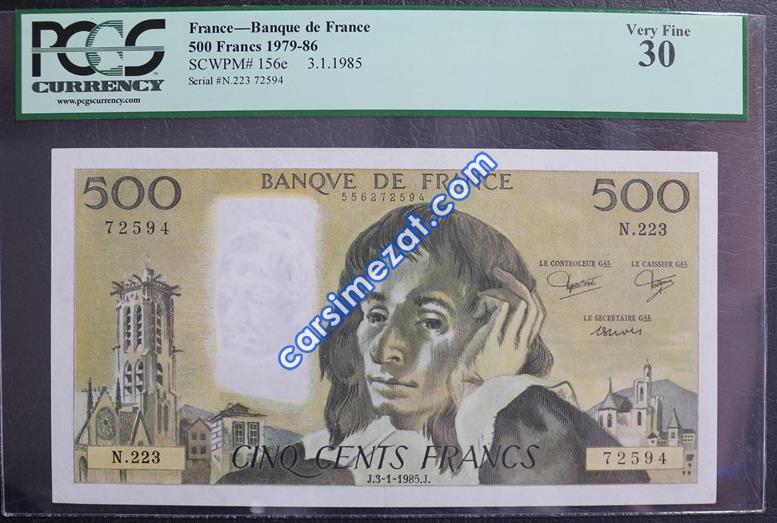 PCGS
CURRENCY
www.pcgscurrency.com
France—Banque de France
500 Francs 1979-86
SCWPM# 156e 3.1.1985
Serial #N.223 72594
Very Fine
30
500 BANQVE DE FRANCE 500
556272594
72594 N.223
LE CONTROLEUR GAL LE CAISSIER GAL
LE SECRÉTAIRE GAL
carsimezat.com
N.223 CINQ CENTS FRANCS 72594
J.3-1-1985.J.